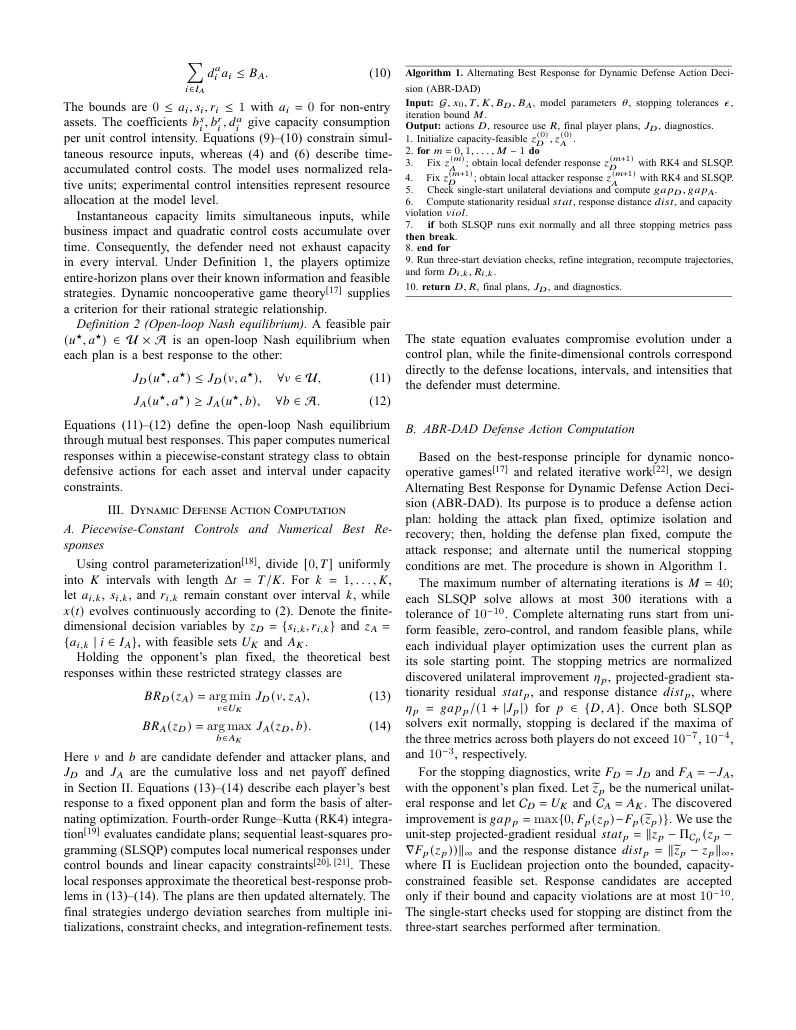 ∑_{i∈I_A} d_i^a a_i ≤ B_A. (10)
The bounds are 0 ≤ a_i, s_i, r_i ≤ 1 with a_i = 0 for non-entry
assets. The coefficients b_i^s, b_i^r, d_i^a give capacity consumption
per unit control intensity. Equations (9)–(10) constrain simul-
taneous resource inputs, whereas (4) and (6) describe time-
accumulated control costs. The model uses normalized rela-
tive units; experimental control intensities represent resource
allocation at the model level.
Instantaneous capacity limits simultaneous inputs, while
business impact and quadratic control costs accumulate over
time. Consequently, the defender need not exhaust capacity
in every interval. Under Definition 1, the players optimize
entire-horizon plans over their known information and feasible
strategies. Dynamic noncooperative game theory[17] supplies
a criterion for their rational strategic relationship.
Definition 2 (Open-loop Nash equilibrium). A feasible pair
(u★, a★) ∈ 𝒰 × 𝒜 is an open-loop Nash equilibrium when
each plan is a best response to the other:
J_D(u★, a★) ≤ J_D(v, a★), ∀v ∈ 𝒰, (11)
J_A(u★, a★) ≥ J_A(u★, b), ∀b ∈ 𝒜. (12)
Equations (11)–(12) define the open-loop Nash equilibrium
through mutual best responses. This paper computes numerical
responses within a piecewise-constant strategy class to obtain
defensive actions for each asset and interval under capacity
constraints.
III. Dynamic Defense Action Computation
A. Piecewise-Constant Controls and Numerical Best Re-
sponses
Using control parameterization[18], divide [0, T] uniformly
into K intervals with length Δt = T/K. For k = 1, . . . , K,
let a_{i,k}, s_{i,k}, and r_{i,k} remain constant over interval k, while
x(t) evolves continuously according to (2). Denote the finite-
dimensional decision variables by z_D = {s_{i,k}, r_{i,k}} and z_A =
{a_{i,k} | i ∈ I_A}, with feasible sets U_K and A_K.
Holding the opponent's plan fixed, the theoretical best
responses within these restricted strategy classes are
BR_D(z_A) = arg min_{v∈U_K} J_D(v, z_A), (13)
BR_A(z_D) = arg max_{b∈A_K} J_A(z_D, b). (14)
Here v and b are candidate defender and attacker plans, and
J_D and J_A are the cumulative loss and net payoff defined
in Section II. Equations (13)–(14) describe each player's best
response to a fixed opponent plan and form the basis of alter-
nating optimization. Fourth-order Runge–Kutta (RK4) integra-
tion[19] evaluates candidate plans; sequential least-squares pro-
gramming (SLSQP) computes local numerical responses under
control bounds and linear capacity constraints[20], [21]. These
local responses approximate the theoretical best-response prob-
lems in (13)–(14). The plans are then updated alternately. The
final strategies undergo deviation searches from multiple ini-
tializations, constraint checks, and integration-refinement tests.
Algorithm 1. Alternating Best Response for Dynamic Defense Action Deci-
sion (ABR-DAD)
Input: 𝒢, x_0, T, K, B_D, B_A, model parameters θ, stopping tolerances ϵ,
iteration bound M.
Output: actions D, resource use R, final player plans, J_D, diagnostics.
1. Initialize capacity-feasible z_D^{(0)}, z_A^{(0)}.
2. for m = 0, 1, . . . , M − 1 do
3. Fix z_A^{(m)}; obtain local defender response z_D^{(m+1)} with RK4 and SLSQP.
4. Fix z_D^{(m+1)}; obtain local attacker response z_A^{(m+1)} with RK4 and SLSQP.
5. Check single-start unilateral deviations and compute gap_D, gap_A.
6. Compute stationarity residual stat, response distance dist, and capacity
violation viol.
7. if both SLSQP runs exit normally and all three stopping metrics pass
then break.
8. end for
9. Run three-start deviation checks, refine integration, recompute trajectories,
and form D_{i,k}, R_{i,k}.
10. return D, R, final plans, J_D, and diagnostics.
The state equation evaluates compromise evolution under a
control plan, while the finite-dimensional controls correspond
directly to the defense locations, intervals, and intensities that
the defender must determine.
B. ABR-DAD Defense Action Computation
Based on the best-response principle for dynamic nonco-
operative games[17] and related iterative work[22], we design
Alternating Best Response for Dynamic Defense Action Deci-
sion (ABR-DAD). Its purpose is to produce a defense action
plan: holding the attack plan fixed, optimize isolation and
recovery; then, holding the defense plan fixed, compute the
attack response; and alternate until the numerical stopping
conditions are met. The procedure is shown in Algorithm 1.
The maximum number of alternating iterations is M = 40;
each SLSQP solve allows at most 300 iterations with a
tolerance of 10^{−10}. Complete alternating runs start from uni-
form feasible, zero-control, and random feasible plans, while
each individual player optimization uses the current plan as
its sole starting point. The stopping metrics are normalized
discovered unilateral improvement η_p, projected-gradient sta-
tionarity residual stat_p, and response distance dist_p, where
η_p = gap_p/(1 + |J_p|) for p ∈ {D, A}. Once both SLSQP
solvers exit normally, stopping is declared if the maxima of
the three metrics across both players do not exceed 10^{−7}, 10^{−4},
and 10^{−3}, respectively.
For the stopping diagnostics, write F_D = J_D and F_A = −J_A,
with the opponent's plan fixed. Let z̃_p be the numerical unilat-
eral response and let C_D = U_K and C_A = A_K. The discovered
improvement is gap_p = max{0, F_p(z_p)−F_p(z̃_p)}. We use the
unit-step projected-gradient residual stat_p = ‖z_p − Π_{C_p}(z_p −
∇F_p(z_p))‖_∞ and the response distance dist_p = ‖z̃_p − z_p‖_∞,
where Π is Euclidean projection onto the bounded, capacity-
constrained feasible set. Response candidates are accepted
only if their bound and capacity violations are at most 10^{−10}.
The single-start checks used for stopping are distinct from the
three-start searches performed after termination.